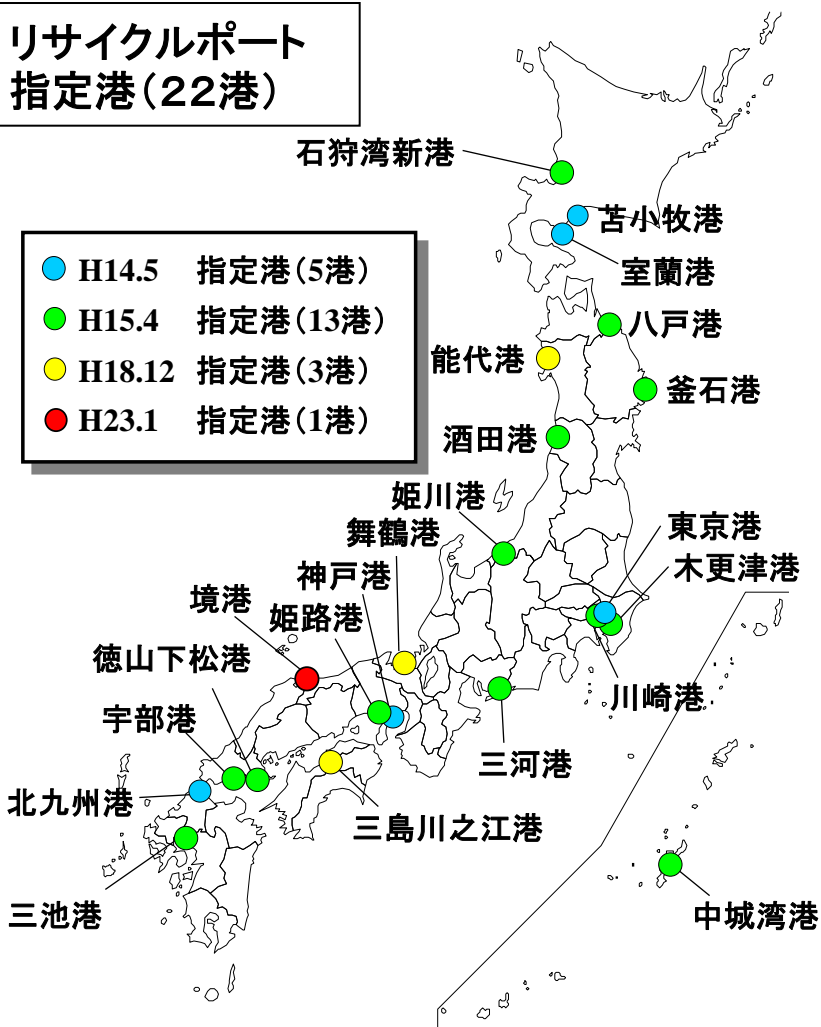 リサイクルポート
指定港(22港)
石狩湾新港
苫小牧港
室蘭港
H14.5 指定港(5港)
H15.4 指定港(13港)
H18.12 指定港(3港)
H23.1 指定港(1港)
八戸港
能代港
釜石港
酒田港
姫川港
舞鶴港
東京港
神戸港
木更津港
境港
姫路港
徳山下松港
川崎港
宇部港
三河港
北九州港
三島川之江港
三池港
中城湾港